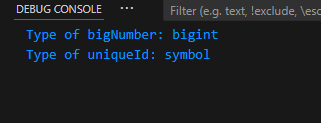 DEBUG CONSOLE ··· Filter (e.g. text, !exclude, \esc
Type of bigNumber: bigint
Type of uniqueId: symbol